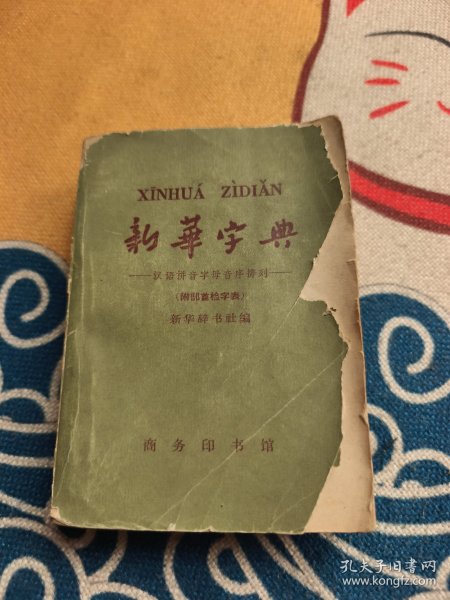 XĪNHUÁ ZÌDIǍN
新華字典
——汉语拼音字母音序排列——
(附部首检字表)
新华辞书社编
商务印书馆
孔夫子旧书网
www.kongfz.com